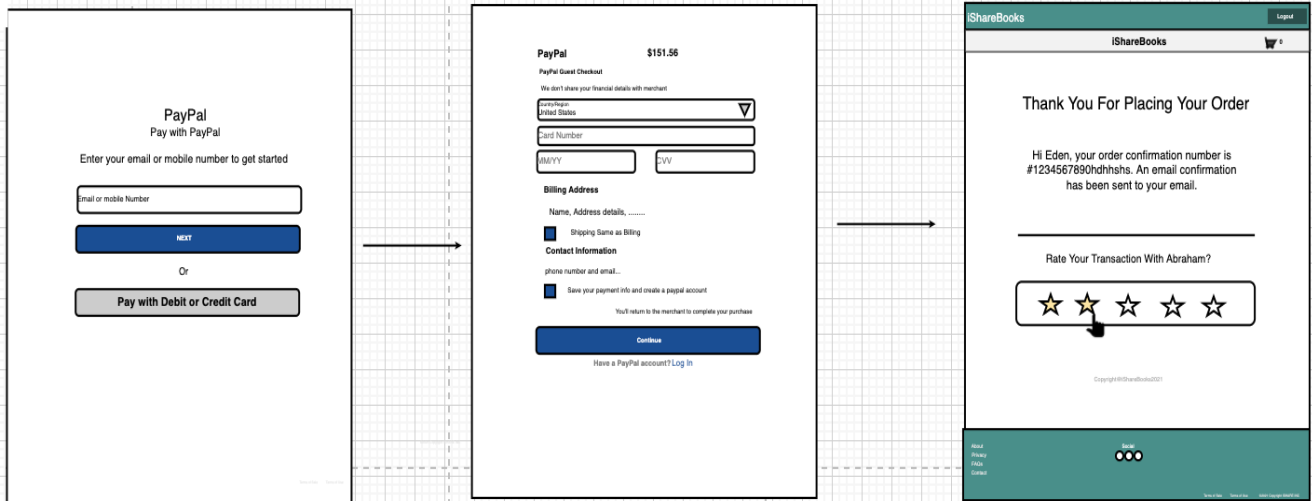 PayPal
Pay with PayPal
Enter your email or mobile number to get started
Email or mobile Number
NEXT
Or
Pay with Debit or Credit Card
PayPal $151.56
PayPal Guest Checkout
We don't share your financial details with merchant
Country/Region
United States
Card Number
MM/YY CVV
Billing Address
Name, Address details, ........
Shipping Same as Billing
Contact Information
phone number and email...
Save your payment info and create a paypal account
You'll return to the merchant to complete your purchase
Continue
Have a PayPal account? Log In
iShareBooks Logout
iShareBooks 0
Thank You For Placing Your Order
Hi Eden, your order confirmation number is
#1234567890hdhhshs. An email confirmation
has been sent to your email.
Rate Your Transaction With Abraham?
Copyright@iShareBooks2021
About
Privacy
FAQs
Contact
Social
Terms of Use